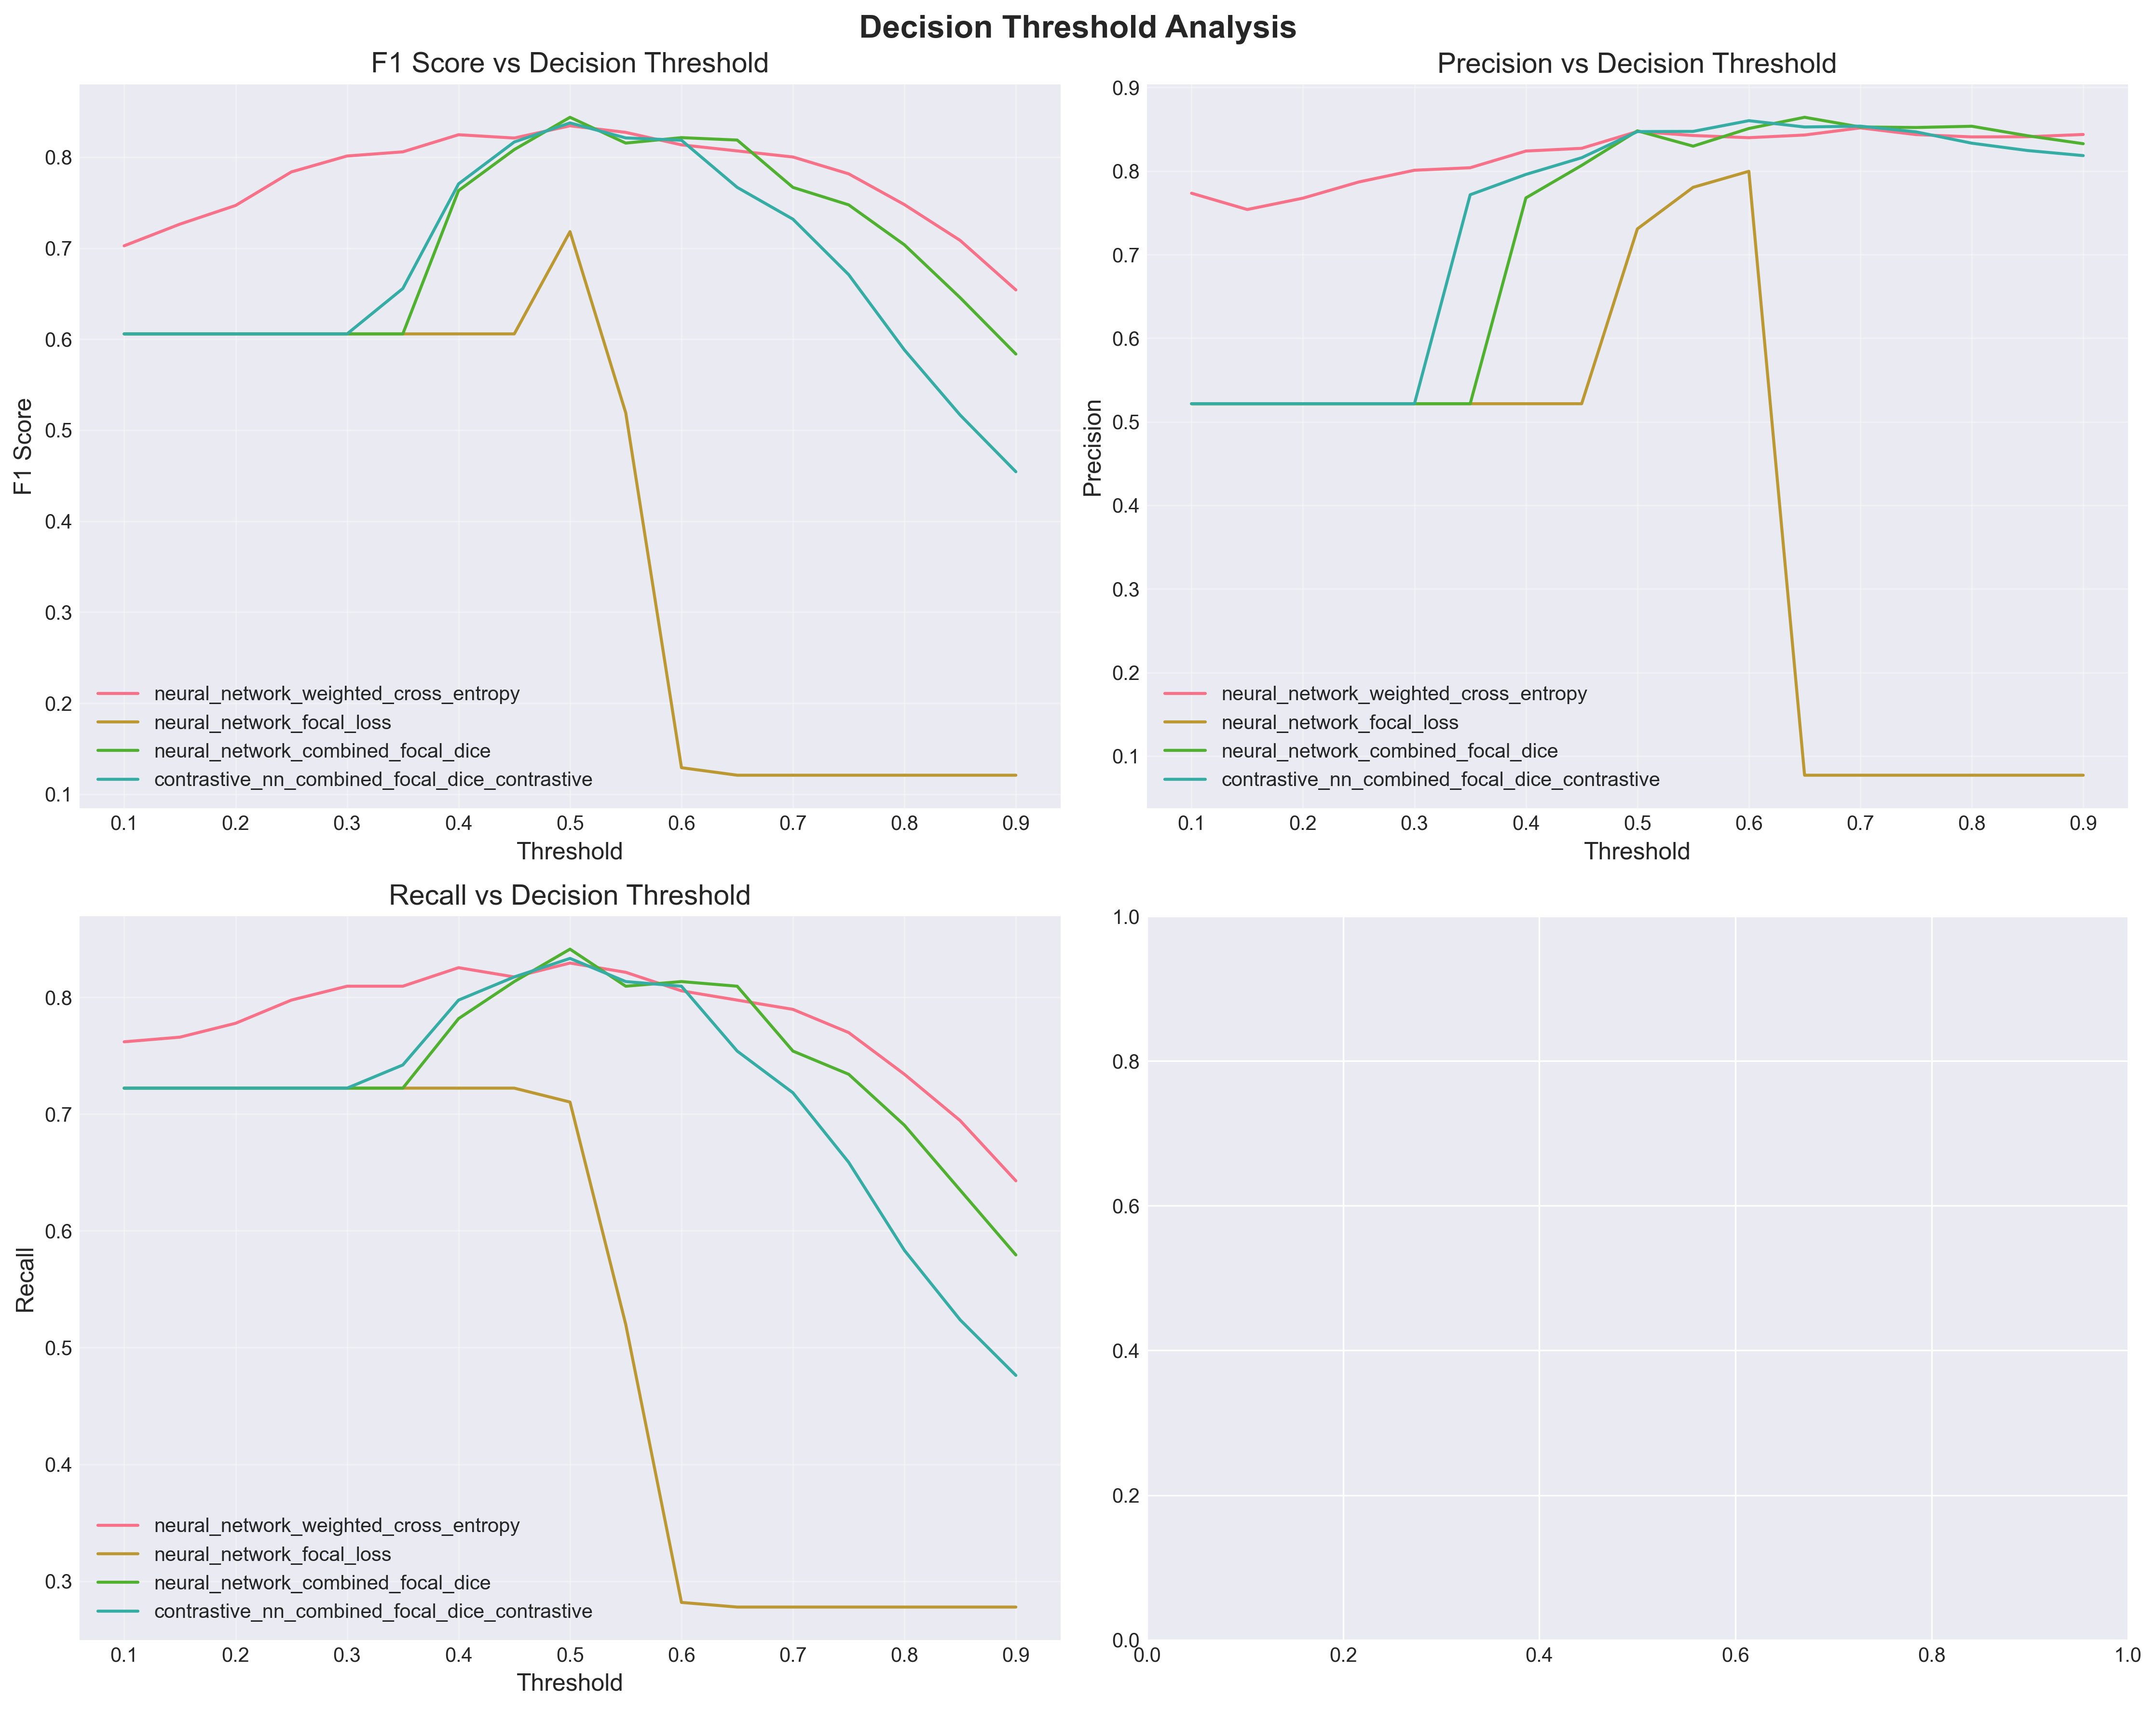 Decision Threshold Analysis
F1 Score vs Decision Threshold
F1 Score
0.8
0.7
0.6
0.5
0.4
0.3
0.2
0.1
neural_network_weighted_cross_entropy
neural_network_focal_loss
neural_network_combined_focal_dice
contrastive_nn_combined_focal_dice_contrastive
0.1 0.2 0.3 0.4 0.5 0.6 0.7 0.8 0.9
Threshold
Precision vs Decision Threshold
Precision
0.9
0.8
0.7
0.6
0.5
0.4
0.3
0.2
0.1
neural_network_weighted_cross_entropy
neural_network_focal_loss
neural_network_combined_focal_dice
contrastive_nn_combined_focal_dice_contrastive
0.1 0.2 0.3 0.4 0.5 0.6 0.7 0.8 0.9
Threshold
Recall vs Decision Threshold
Recall
0.8
0.7
0.6
0.5
0.4
0.3
neural_network_weighted_cross_entropy
neural_network_focal_loss
neural_network_combined_focal_dice
contrastive_nn_combined_focal_dice_contrastive
0.1 0.2 0.3 0.4 0.5 0.6 0.7 0.8 0.9
Threshold
1.0
0.8
0.6
0.4
0.2
0.0
0.0 0.2 0.4 0.6 0.8 1.0